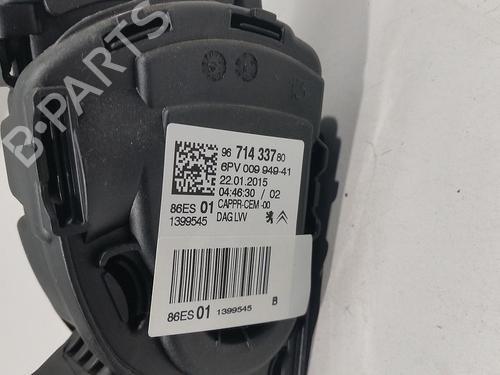 B-PARTS
96 714 337 80
6PV 009 949-41
22.01.2015
04:46:30 / 02
86ES 01 CAPPR-CEM -00
1399545 DAG LVV
86ES 01 1399545 B